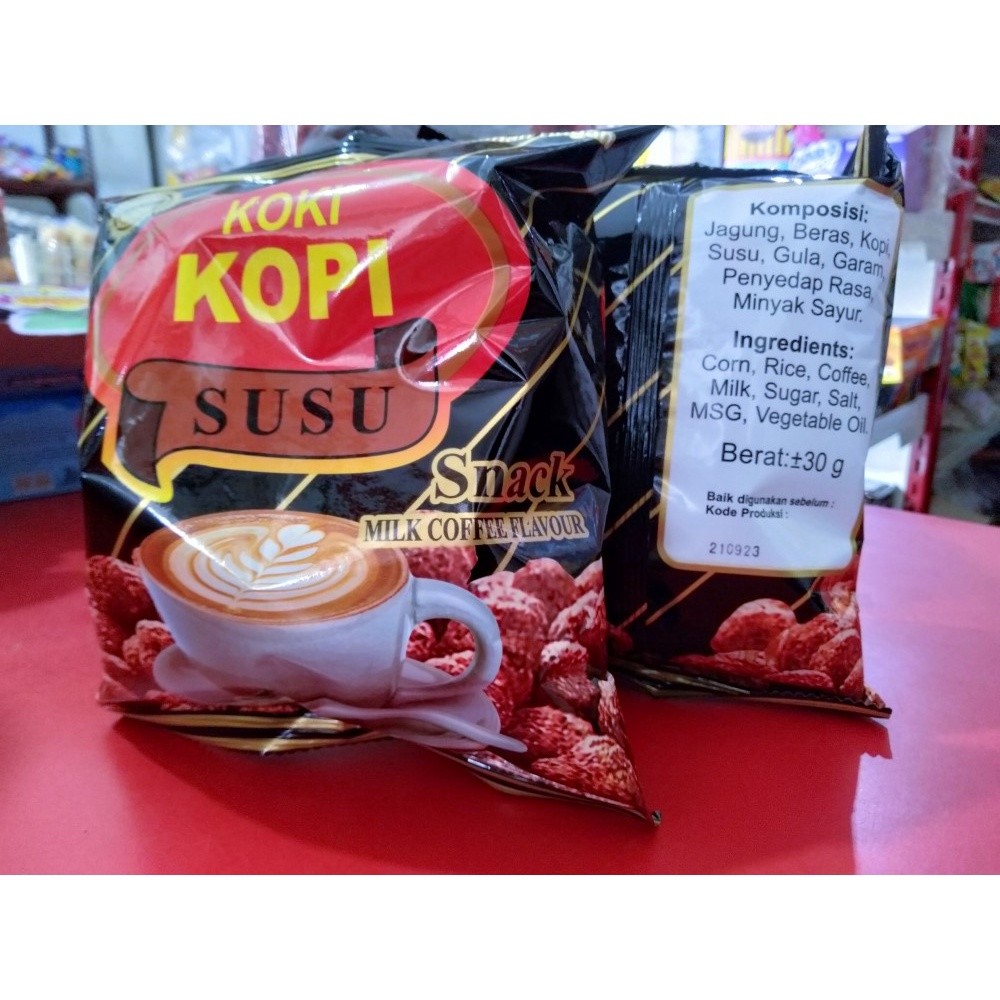 KOKI
KOPI
SUSU
Snack
MILK COFFEE FLAVOUR
Komposisi:
Jagung, Beras, Kopi,
Susu, Gula, Garam,
Penyedap Rasa,
Minyak Sayur.
Ingredients:
Corn, Rice, Coffee,
Milk, Sugar, Salt,
MSG, Vegetable Oil.
Berat:±30 g
Baik digunakan sebelum :
Kode Produksi :
210923